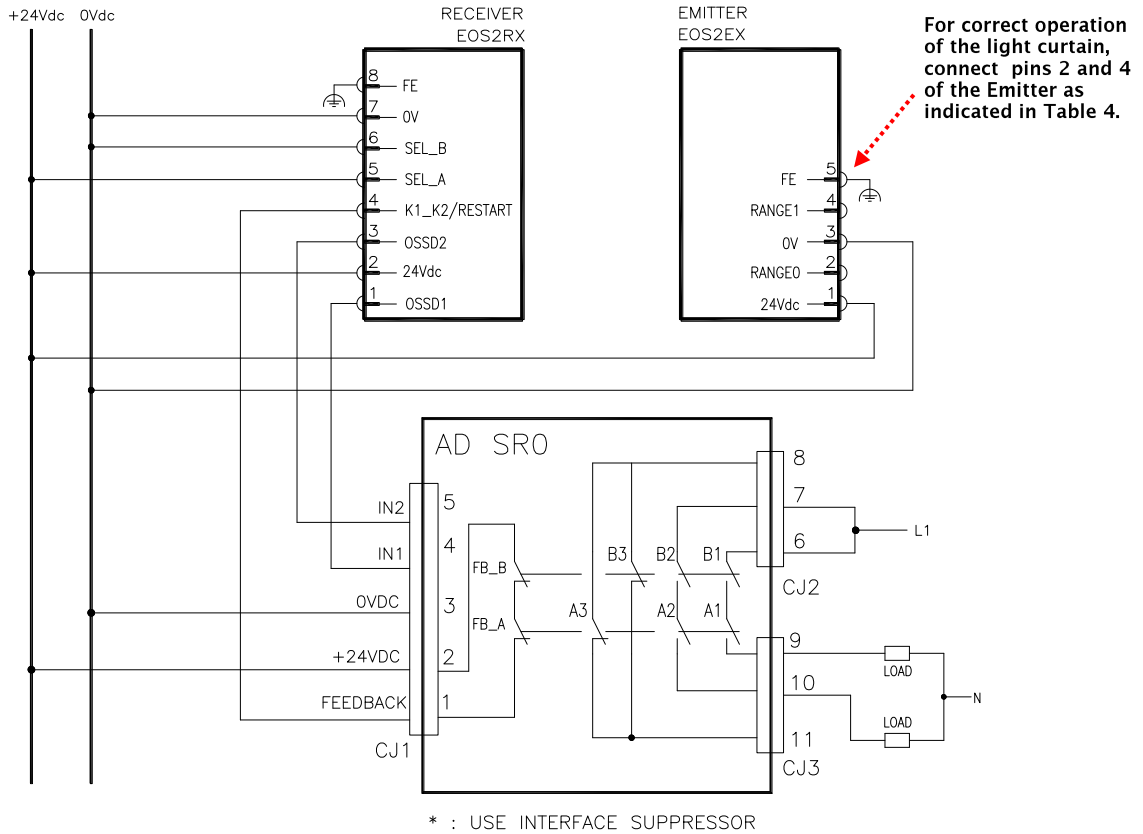 +24Vdc 0Vdc
RECEIVER
EOS2RX
EMITTER
EOS2EX
For correct operation
of the light curtain,
connect pins 2 and 4
of the Emitter as
indicated in Table 4.
8 FE
7 0V
6 SEL_B
5 SEL_A
4 K1_K2/RESTART
3 OSSD2
2 24Vdc
1 OSSD1
FE 5
RANGE1 4
0V 3
RANGE0 2
24Vdc 1
AD SR0
IN2 5
IN1 4
0VDC 3
+24VDC 2
FEEDBACK 1
CJ1
FB_B
FB_A
B3 B2 B1
A3 A2 A1
8
7
6
CJ2
L1
9
10
11
CJ3
LOAD
LOAD
N
* : USE INTERFACE SUPPRESSOR